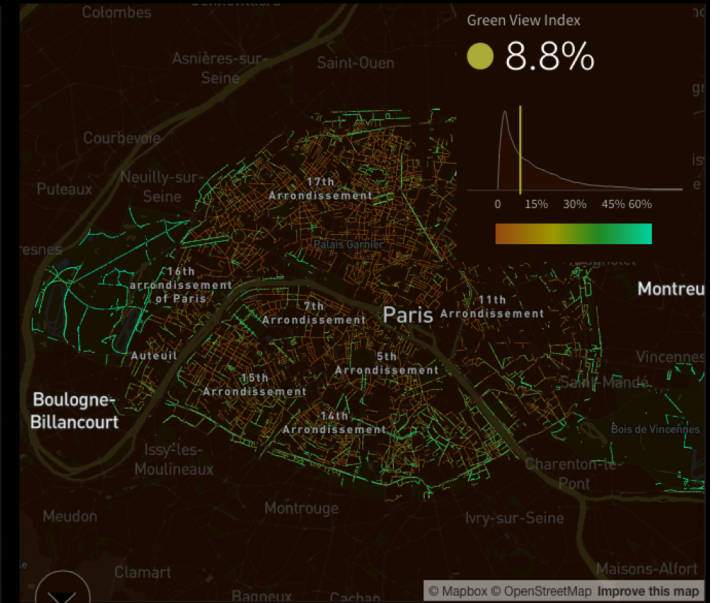 Colombes
Green View Index
8.8%
Asnières-sur-
Seine
Saint-Ouen
Courbevoie
Puteaux
Neuilly-sur-
Seine
17th
Arrondissement
0 15% 30% 45% 60%
Palais Garnier
16th
arrondissement
of Paris
7th
Arrondissement
Paris
11th
Arrondissement
Montreu
Auteuil
5th
Arrondissement
Vincennes
15th
Arrondissement
Saint-Mandé
Boulogne-
Billancourt
14th
Arrondissement
Bois de Vincennes
Issy-les-
Moulineaux
Charenton-le-
Pont
Montrouge
Meudon
Ivry-sur-Seine
Clamart
Maisons-Alfort
© Mapbox © OpenStreetMap Improve this map
Bagneux
Cachan